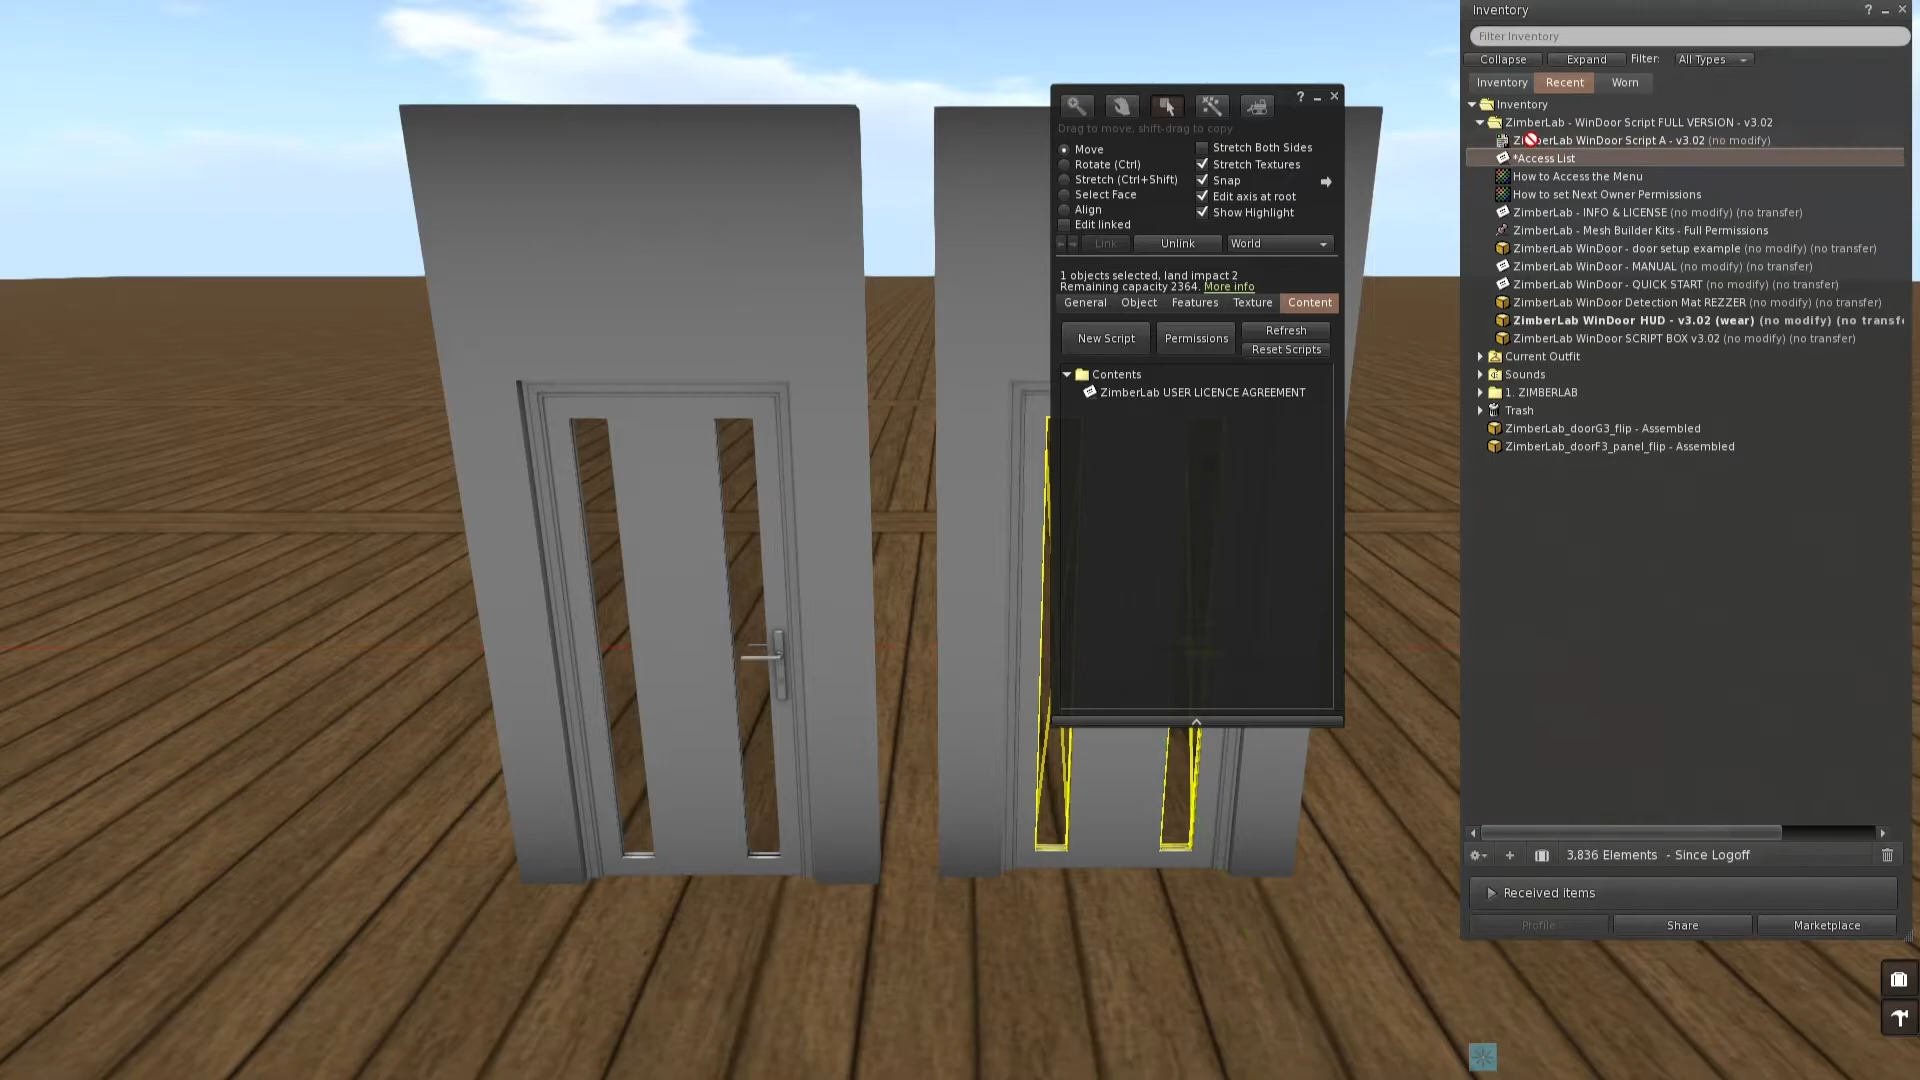 Inventory
?
Filter Inventory
Collapse
Expand
Filter:
All Types
Inventory
Recent
Worn
Inventory
ZimberLab - WinDoor Script FULL VERSION - v3.02
ZimberLab WinDoor Script A - v3.02 (no modify)
*Access List
How to Access the Menu
How to set Next Owner Permissions
ZimberLab - INFO & LICENSE (no modify) (no transfer)
ZimberLab - Mesh Builder Kits - Full Permissions
ZimberLab WinDoor - door setup example (no modify) (no transfer)
ZimberLab WinDoor - MANUAL (no modify) (no transfer)
ZimberLab WinDoor - QUICK START (no modify) (no transfer)
ZimberLab WinDoor Detection Mat REZZER (no modify) (no transfer)
ZimberLab WinDoor HUD - v3.02 (wear) (no modify) (no transfe
ZimberLab WinDoor SCRIPT BOX v3.02 (no modify) (no transfer)
Current Outfit
Sounds
1. ZIMBERLAB
Trash
ZimberLab_doorG3_flip - Assembled
ZimberLab_doorF3_panel_flip - Assembled
3,836 Elements - Since Logoff
Received items
Profile
Share
Marketplace
?
Drag to move, shift-drag to copy
Move
Rotate (Ctrl)
Stretch (Ctrl+Shift)
Select Face
Align
Edit linked
Stretch Both Sides
Stretch Textures
Snap
Edit axis at root
Show Highlight
Link
Unlink
World
1 objects selected, land impact 2
Remaining capacity 2364. More info
General
Object
Features
Texture
Content
New Script
Permissions
Refresh
Reset Scripts
Contents
ZimberLab USER LICENCE AGREEMENT